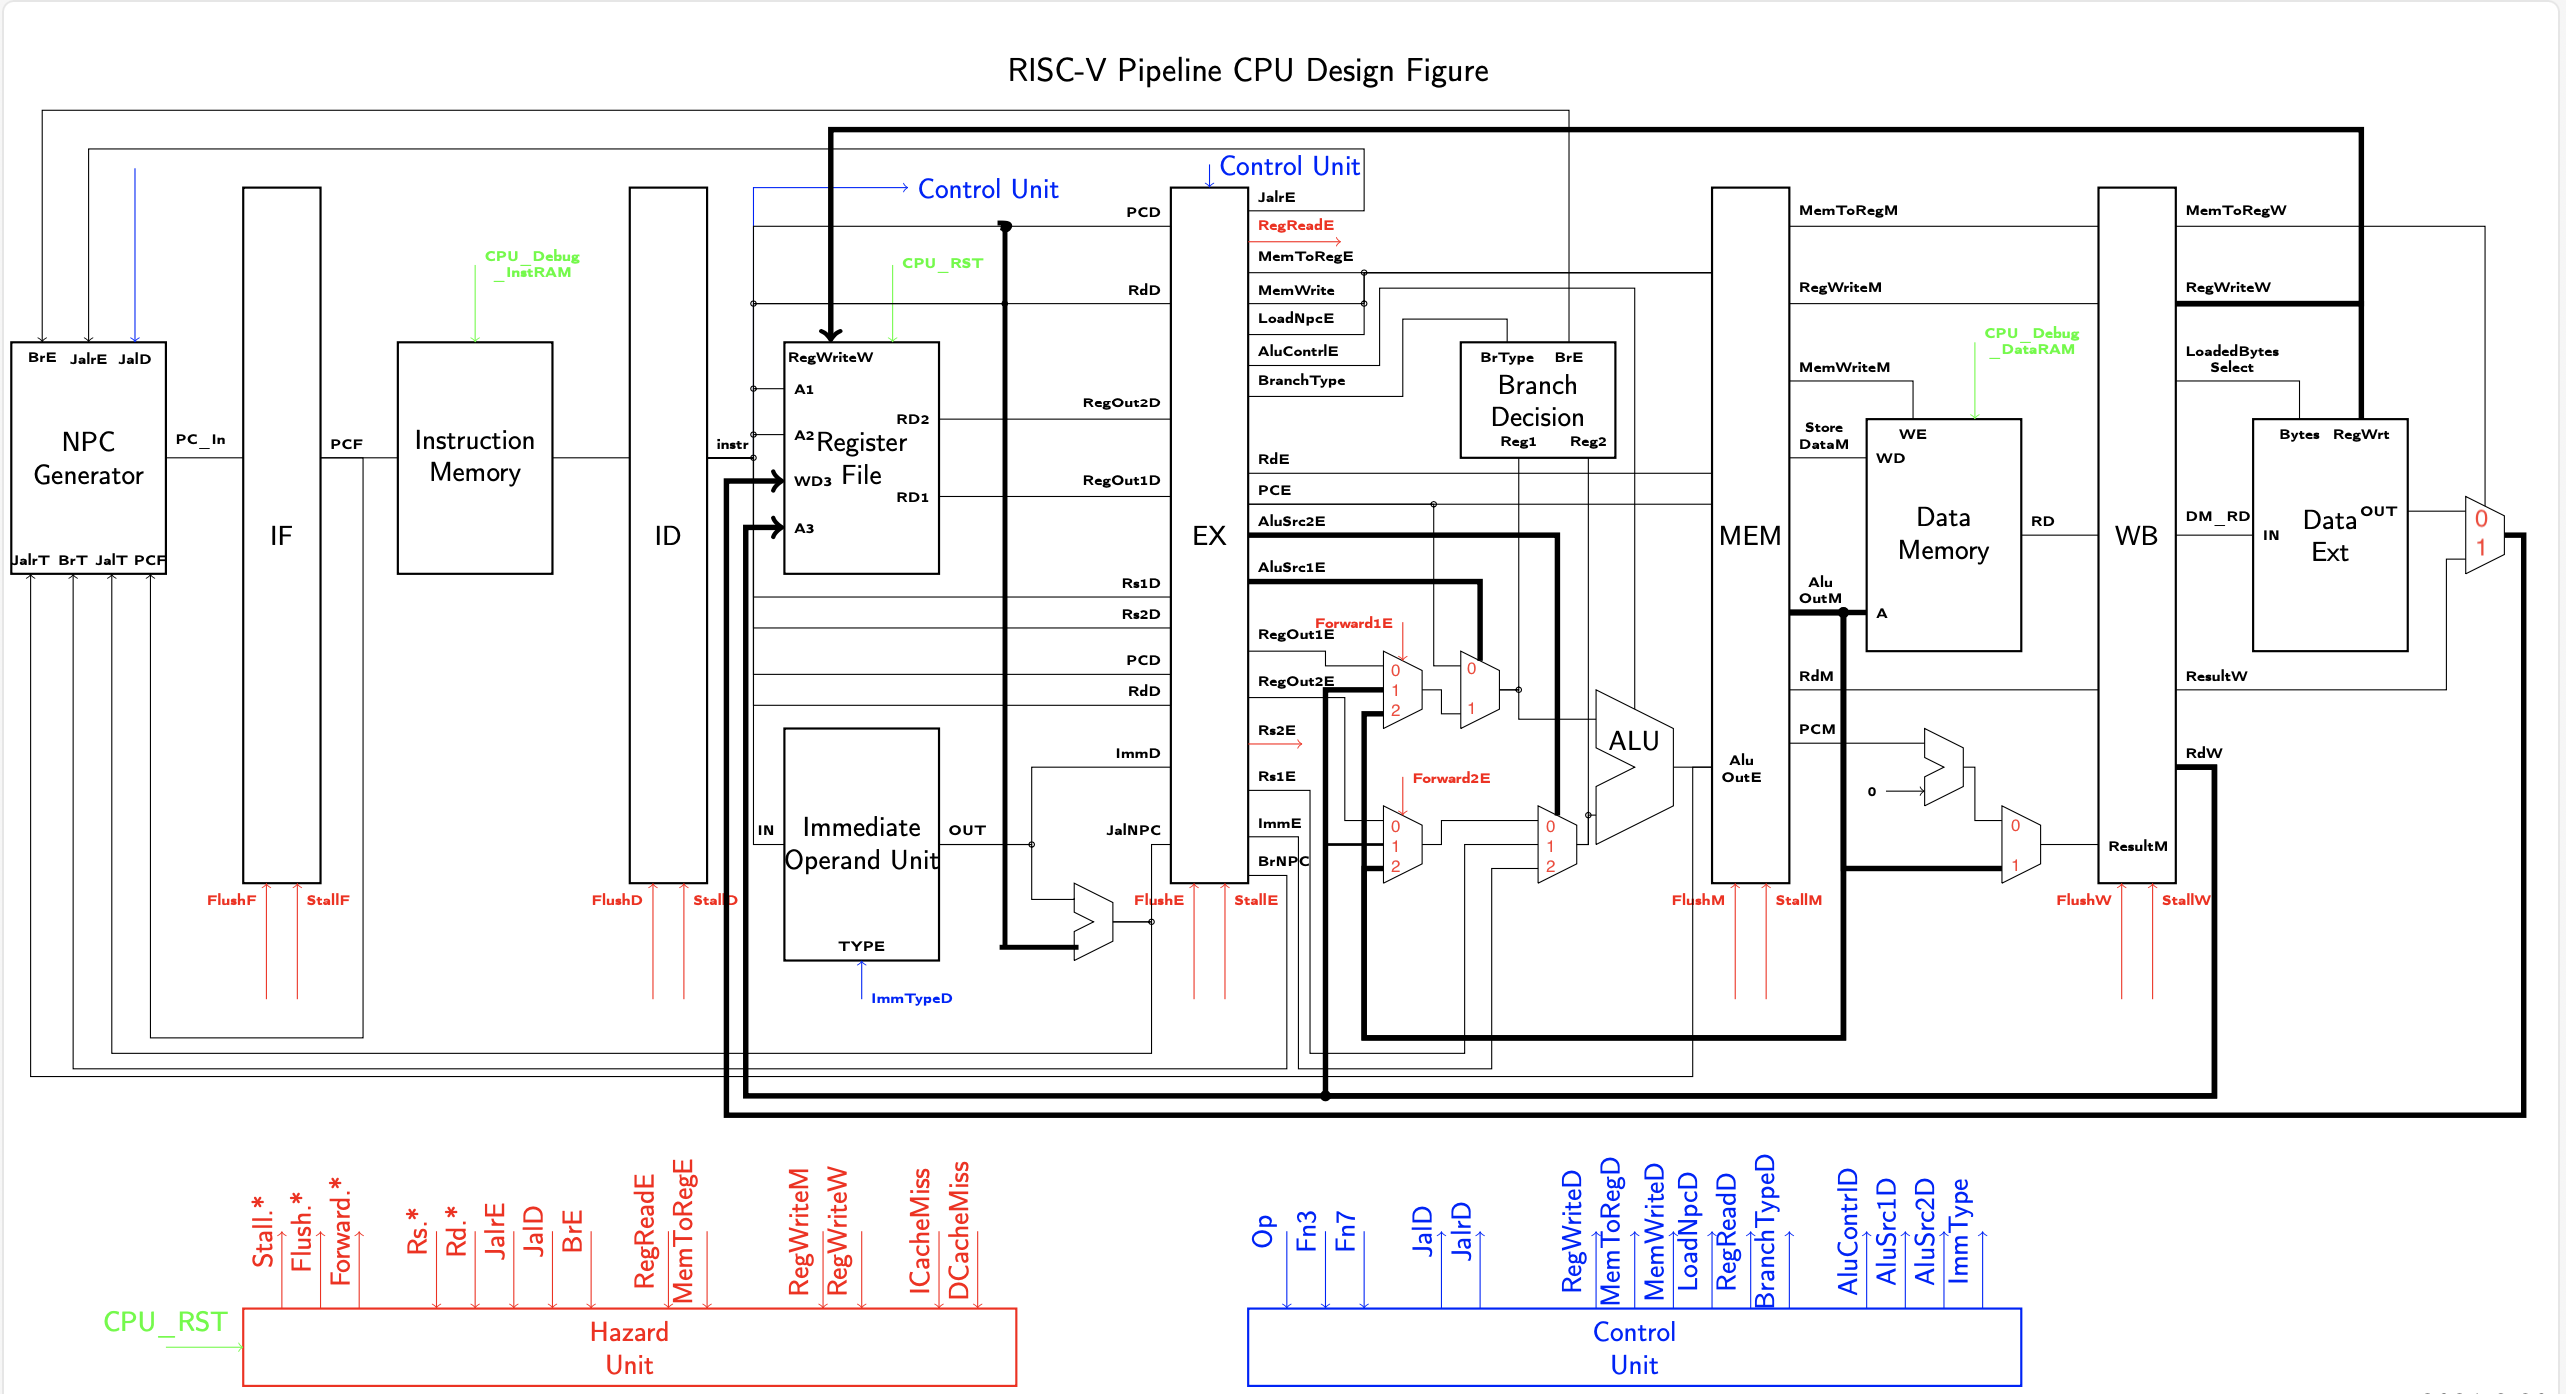 RISC-V Pipeline CPU Design Figure
BrE JalrE JalD
NPC
Generator
JalrT BrT JalT PCF
PC_In
IF
FlushF
StallF
PCF
CPU_Debug
_InstRAM
Instruction
Memory
ID
FlushD
StallD
instr
Control Unit
CPU_RST
RegWriteW
A1
A2
WD3
A3
RD2
RD1
Register
File
IN
Immediate
Operand Unit
OUT
TYPE
ImmTypeD
PCD
RdD
RegOut2D
RegOut1D
Rs1D
Rs2D
PCD
RdD
ImmD
JalNPC
Control Unit
EX
FlushE
StallE
JalrE
RegReadE
MemToRegE
MemWrite
LoadNpcE
AluContrlE
BranchType
RdE
PCE
AluSrc2E
AluSrc1E
RegOut1E
RegOut2E
Rs2E
Rs1E
ImmE
BrNPC
Forward1E
0
1
2
0
1
Forward2E
0
1
2
0
1
2
BrType BrE
Branch
Decision
Reg1 Reg2
ALU
MEM
Alu
OutE
FlushM
StallM
MemToRegM
RegWriteM
MemWriteM
Store
DataM
Alu
OutM
RdM
PCM
0
CPU_Debug
_DataRAM
WE
WD
A
Data
Memory
RD
0
1
WB
ResultM
FlushW
StallW
MemToRegW
RegWriteW
LoadedBytes
Select
DM_RD
ResultW
RdW
Bytes RegWrt
IN
Data
Ext
OUT
0
1
Stall.*
Flush.*
Forward.*
Rs.*
Rd.*
JalrE
JalD
BrE
RegReadE
MemToRegE
RegWriteM
RegWriteW
ICacheMiss
DCacheMiss
CPU_RST
Hazard
Unit
Op
Fn3
Fn7
JalD
JalrD
RegWriteD
MemToRegD
MemWriteD
LoadNpcD
RegReadD
BranchTypeD
AluContrlD
AluSrc1D
AluSrc2D
ImmType
Control
Unit